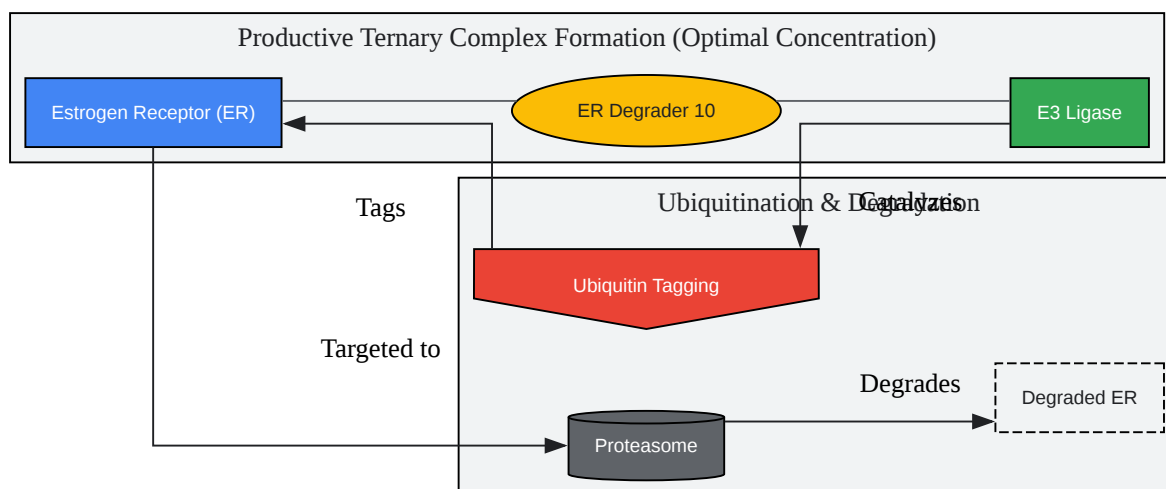 Productive Ternary Complex Formation (Optimal Concentration)
Estrogen Receptor (ER)
ER Degrader 10
E3 Ligase
Tags
Ubiquitination & Degradation
Catalyzes
Ubiquitin Tagging
Targeted to
Degrades
Degraded ER
Proteasome